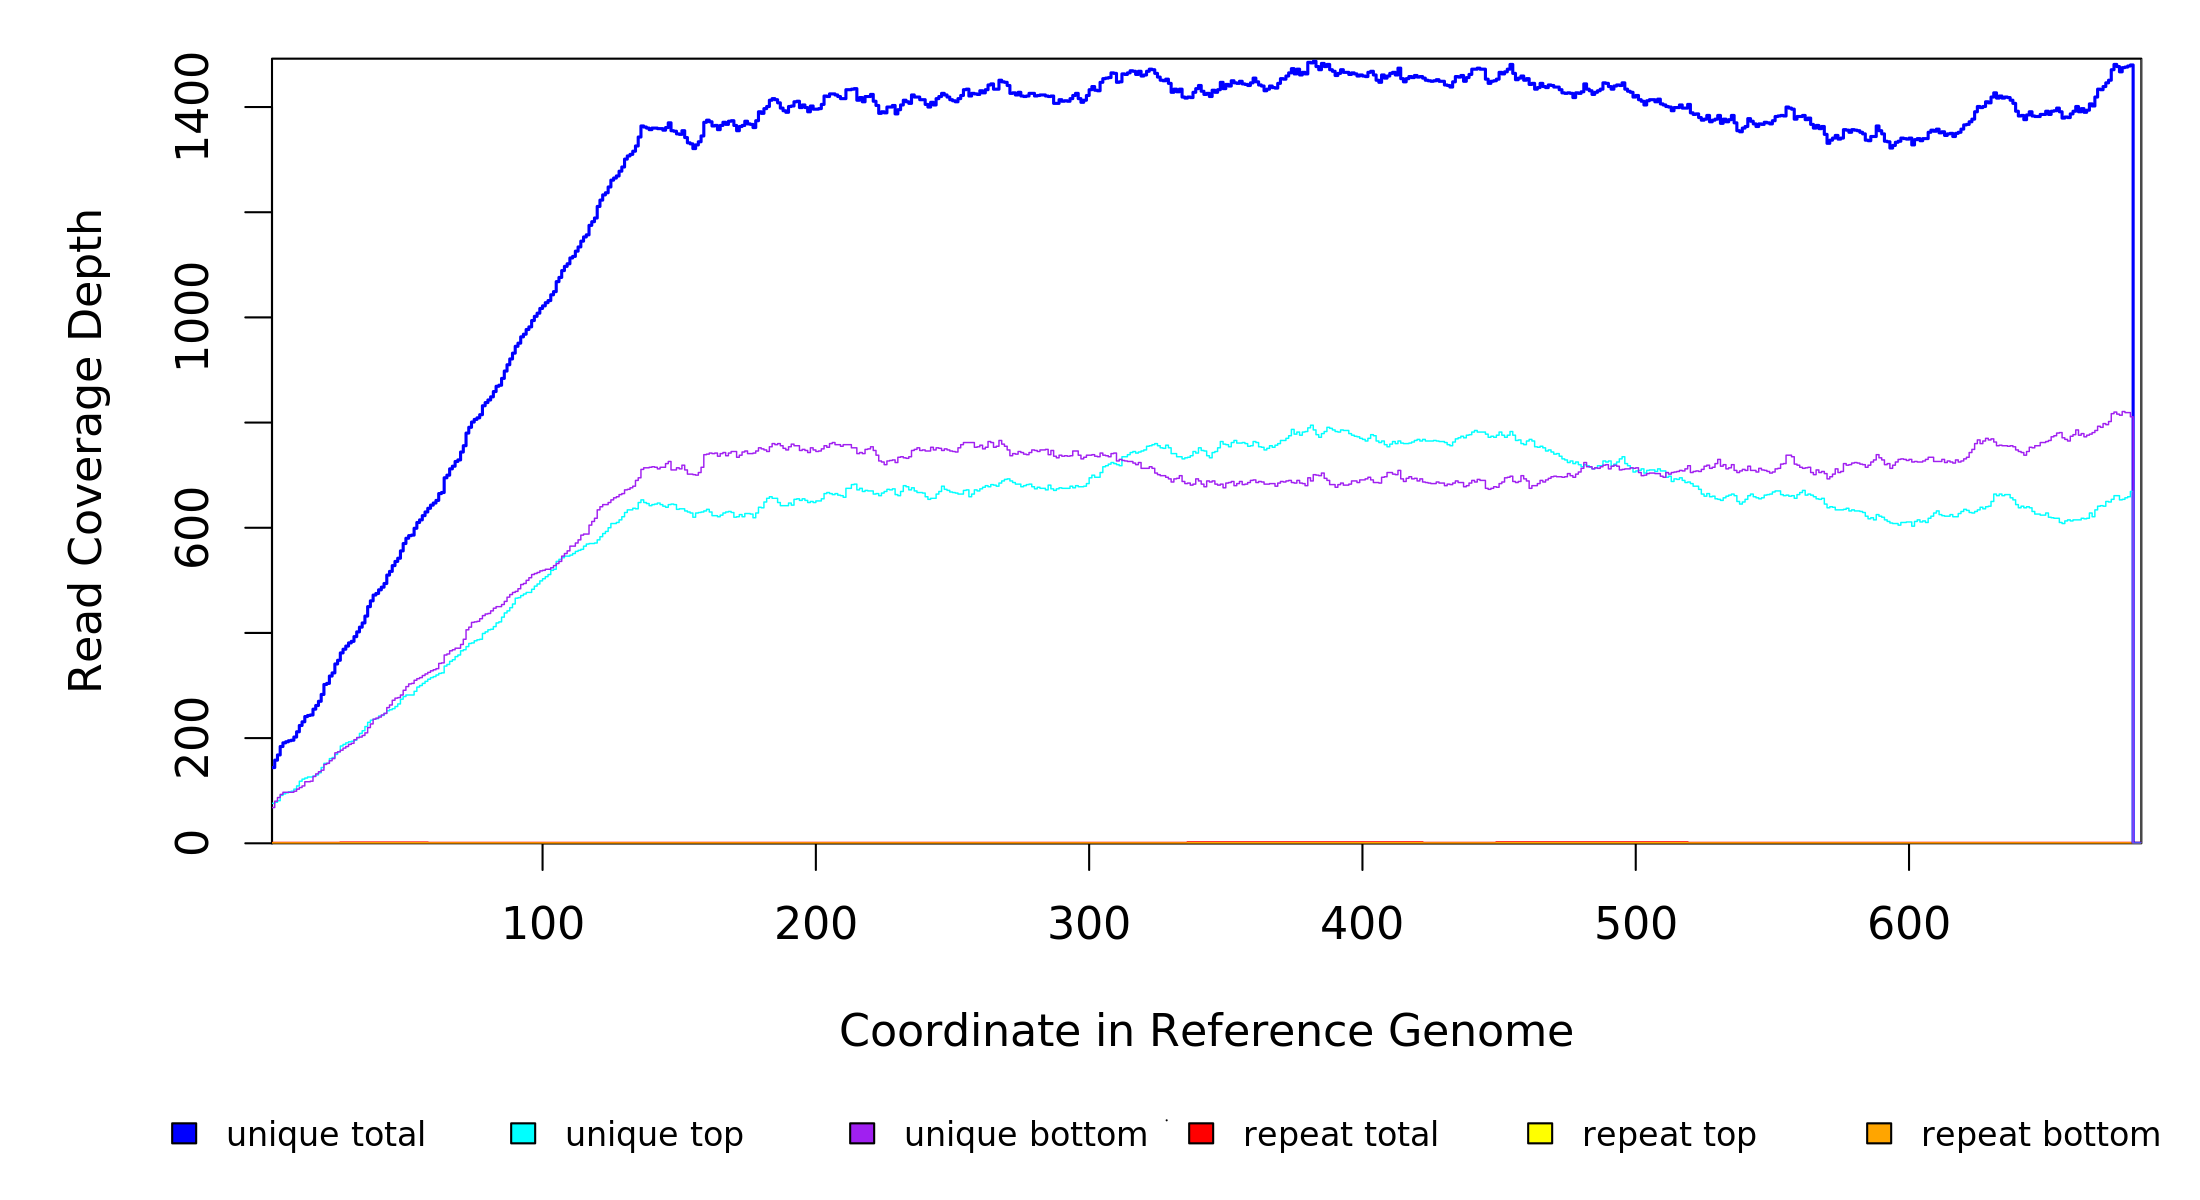 Read Coverage Depth
1400
1000
600
200
0
100 200 300 400 500 600
Coordinate in Reference Genome
unique total unique top unique bottom repeat total repeat top repeat bottom